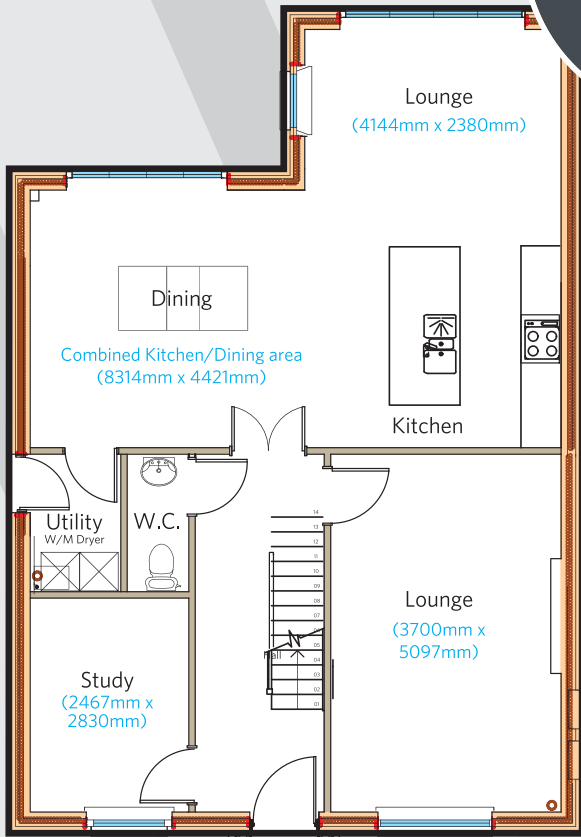 Lounge
(4144mm x 2380mm)
Dining
Combined Kitchen/Dining area
(8314mm x 4421mm)
Kitchen
Utility
W/M Dryer
W.C.
14
13
12
11
10
09
08
07
06
05
04
03
02
01
Hall
Lounge
(3700mm x
5097mm)
Study
(2467mm x
2830mm)